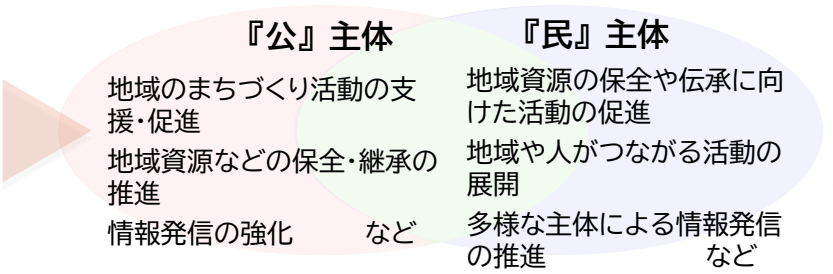 『公』主体
地域のまちづくり活動の支
援・促進
地域資源などの保全・継承の
推進
情報発信の強化　　　など
『民』主体
地域資源の保全や伝承に向
けた活動の促進
地域や人がつながる活動の
展開
多様な主体による情報発信
の推進　　　　　　　など